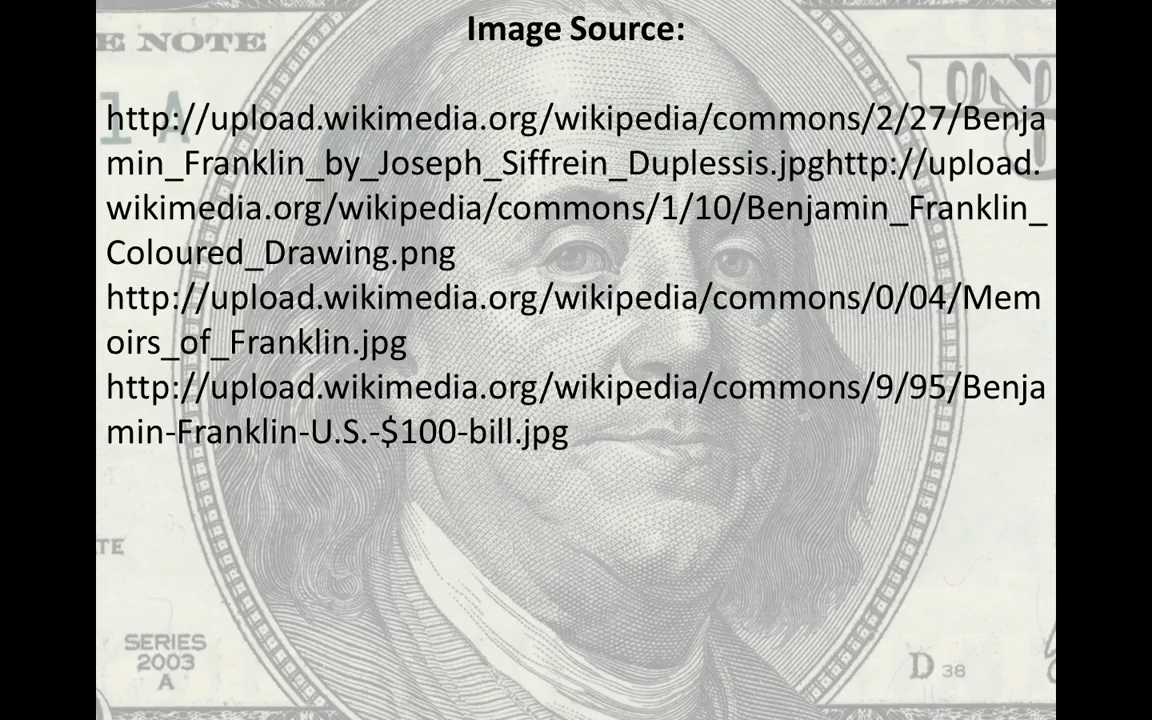 Image Source:
E NOTE
1 A
http://upload.wikimedia.org/wikipedia/commons/2/27/Benja
min_Franklin_by_Joseph_Siffrein_Duplessis.jpghttp://upload.
wikimedia.org/wikipedia/commons/1/10/Benjamin_Franklin_
Coloured_Drawing.png
http://upload.wikimedia.org/wikipedia/commons/0/04/Mem
oirs_of_Franklin.jpg
http://upload.wikimedia.org/wikipedia/commons/9/95/Benja
min-Franklin-U.S.-$100-bill.jpg
TE
SERIES
2003
A
D 38